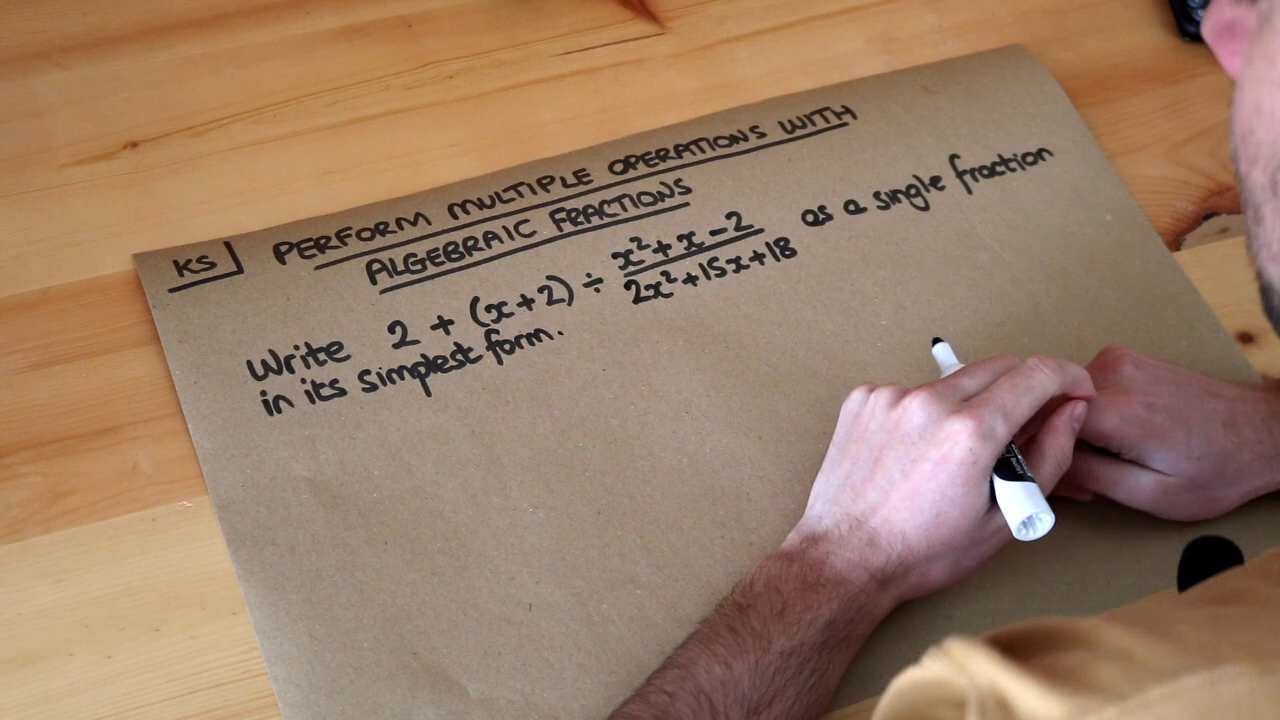 KS PERFORM MULTIPLE OPERATIONS WITH
ALGEBRAIC FRACTIONS
Write 2 + (x+2) ÷ (x²+x-2)/(2x²+15x+18) as a single fraction
in its simplest form.